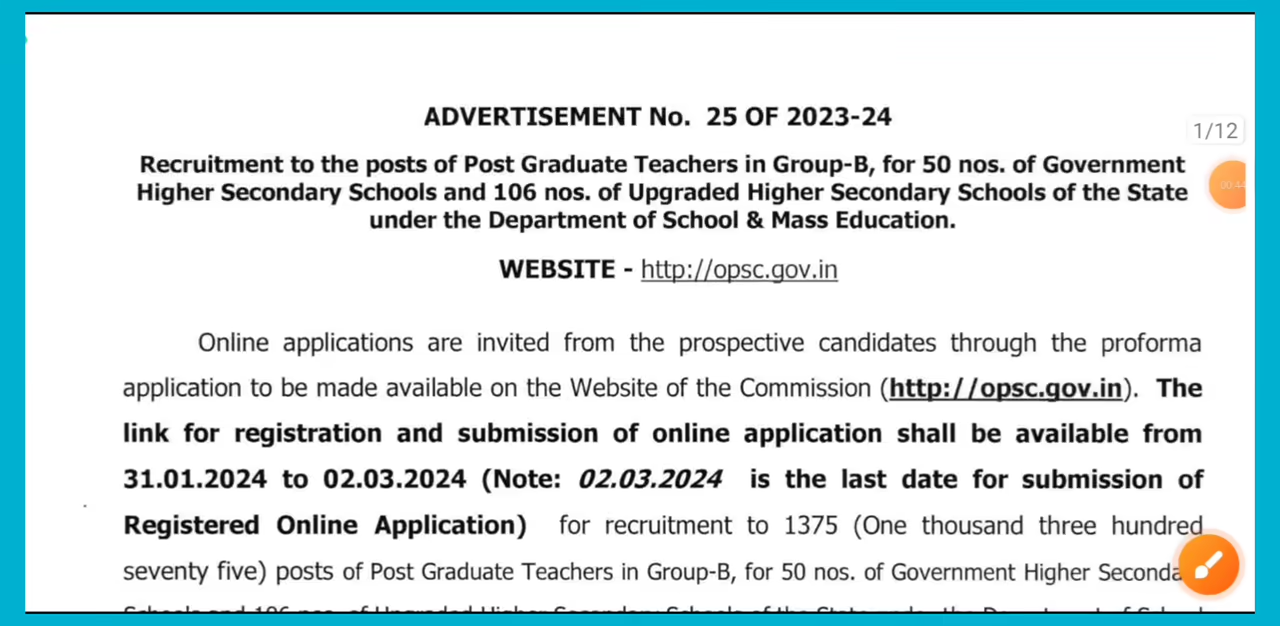 ADVERTISEMENT No. 25 OF 2023-24
1/12
Recruitment to the posts of Post Graduate Teachers in Group-B, for 50 nos. of Government
Higher Secondary Schools and 106 nos. of Upgraded Higher Secondary Schools of the State
00:44
under the Department of School & Mass Education.
WEBSITE - http://opsc.gov.in
Online applications are invited from the prospective candidates through the proforma
application to be made available on the Website of the Commission (http://opsc.gov.in). The
link for registration and submission of online application shall be available from
31.01.2024 to 02.03.2024 (Note: 02.03.2024 is the last date for submission of
Registered Online Application) for recruitment to 1375 (One thousand three hundred
seventy five) posts of Post Graduate Teachers in Group-B, for 50 nos. of Government Higher